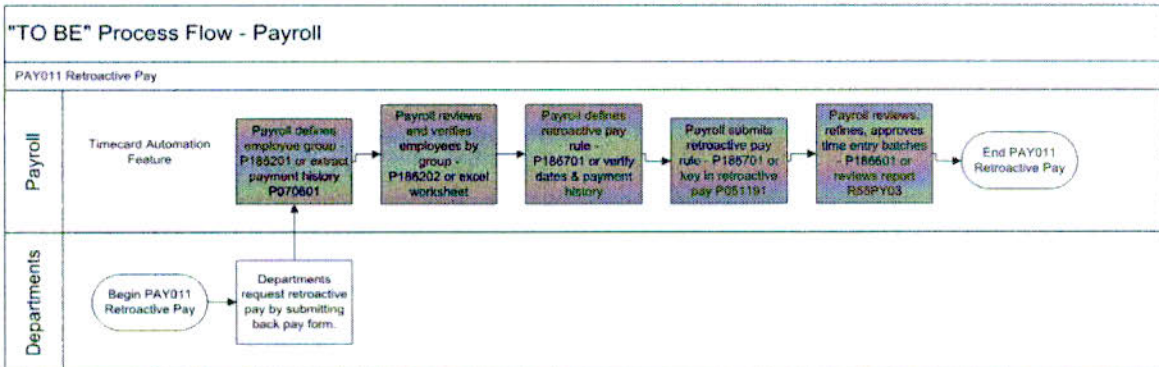 "TO BE" Process Flow - Payroll
PAY011 Retroactive Pay
Payroll
Timecard Automation
Feature
Payroll defines
employee group -
P186201 or extract
payment history
P070601
Payroll reviews
and verifies
employees by
group -
P186202 or excel
worksheet
Payroll defines
retroactive pay
rule -
P186701 or verify
dates & payment
history
Payroll submits
retroactive pay
rule - P186701 or
key in retroactive
pay P051191
Payroll reviews,
refines, approves
time entry batches
- P186601 or
reviews report
R55PY03
End PAY011
Retroactive Pay
Departments
Begin PAY011
Retroactive Pay
Departments
request retroactive
pay by submitting
back pay form.